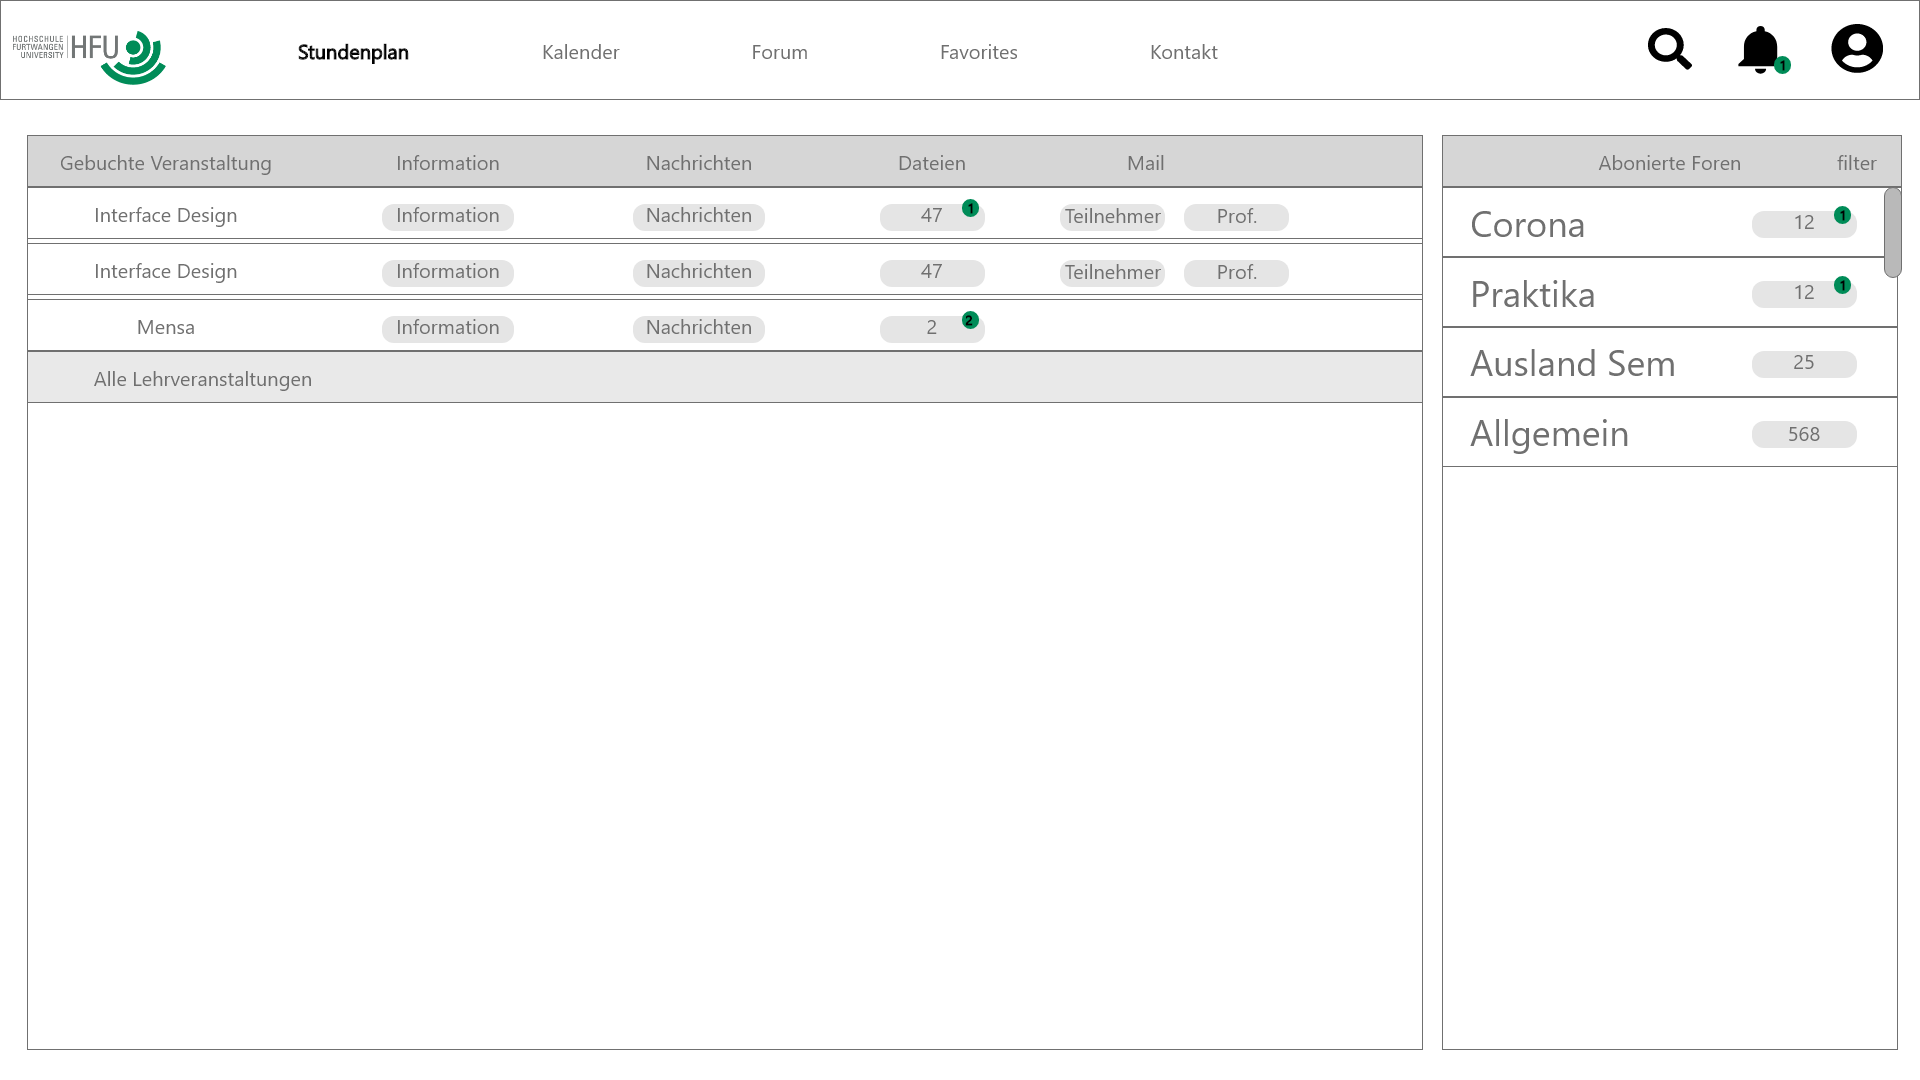 HOCHSCHULE
FURTWANGEN
UNIVERSITY
HFU
Stundenplan Kalender Forum Favorites Kontakt
1
Gebuchte Veranstaltung Information Nachrichten Dateien Mail
Interface Design Information Nachrichten 47 1 Teilnehmer Prof.
Interface Design Information Nachrichten 47 Teilnehmer Prof.
Mensa Information Nachrichten 2 2
Alle Lehrveranstaltungen
Abonierte Foren filter
Corona 12 1
Praktika 12 1
Ausland Sem 25
Allgemein 568